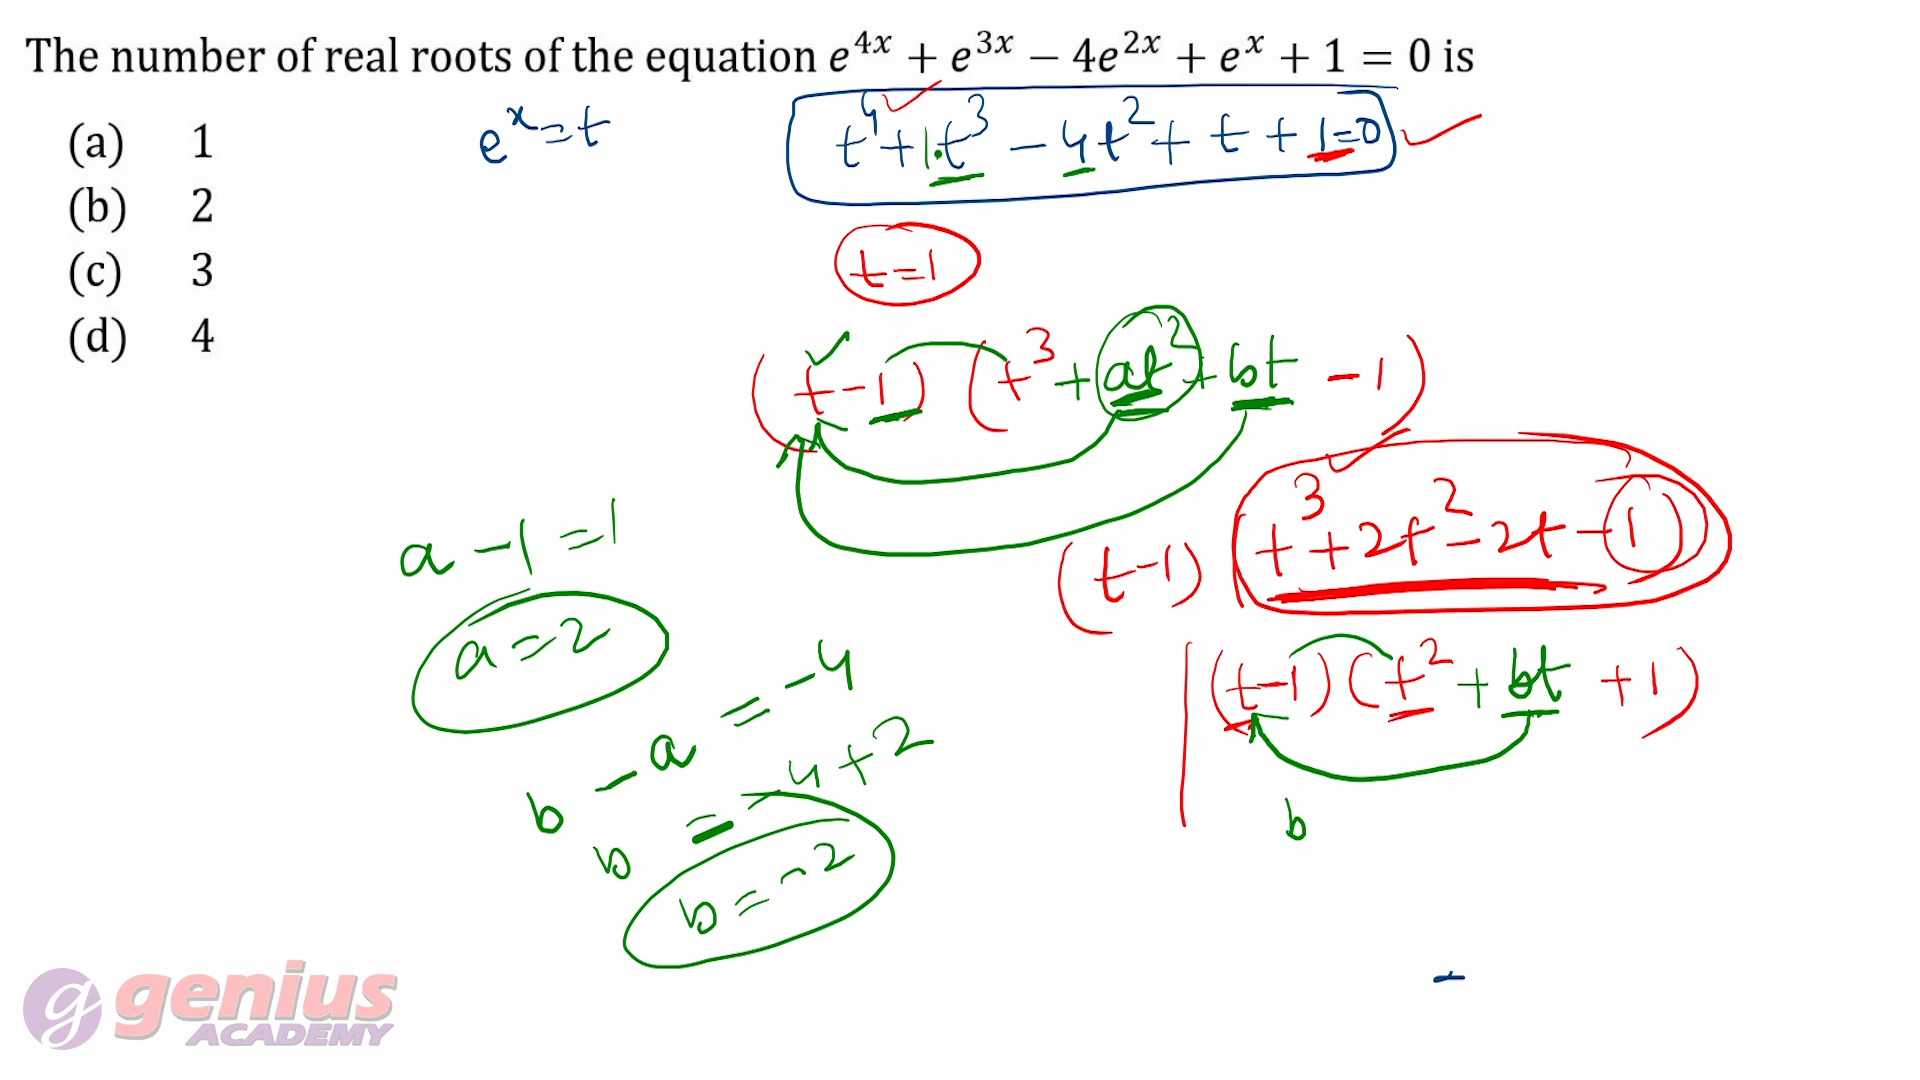 The number of real roots of the equation e^{4x} + e^{3x} − 4e^{2x} + e^{x} + 1 = 0 is
(a) 1
(b) 2
(c) 3
(d) 4
e^x = t
t^4 + 1·t^3 − 4t^2 + t + 1 = 0
t = 1
(t − 1) (t^3 + at^2 + bt − 1)
(t − 1) (t^3 + 2t^2 − 2t − 1)
a − 1 = 1
a = 2
b − a = −4
b = −4 + 2
b = −2
(t − 1) (t^2 + bt + 1)
b
genius
ACADEMY